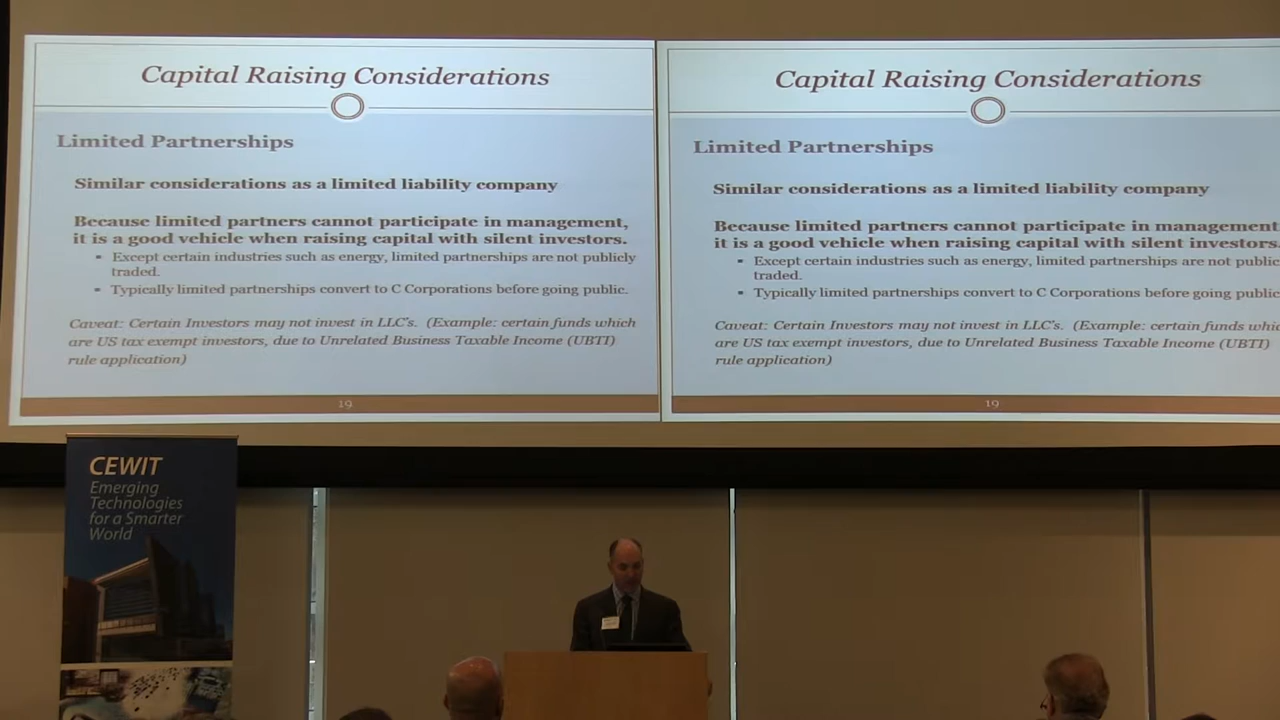 Capital Raising Considerations
Limited Partnerships
Similar considerations as a limited liability company
Because limited partners cannot participate in management,
it is a good vehicle when raising capital with silent investors.
▪ Except certain industries such as energy, limited partnerships are not publicly
traded.
▪ Typically limited partnerships convert to C Corporations before going public.
Caveat: Certain Investors may not invest in LLC's. (Example: certain funds which
are US tax exempt investors, due to Unrelated Business Taxable Income (UBTI)
rule application)
19
Capital Raising Considerations
Limited Partnerships
Similar considerations as a limited liability company
Because limited partners cannot participate in management
it is a good vehicle when raising capital with silent investors.
▪ Except certain industries such as energy, limited partnerships are not public
traded.
▪ Typically limited partnerships convert to C Corporations before going public
Caveat: Certain Investors may not invest in LLC's. (Example: certain funds whi
are US tax exempt investors, due to Unrelated Business Taxable Income (UBTI)
rule application)
19
CEWIT
Emerging
Technologies
for a Smarter
World